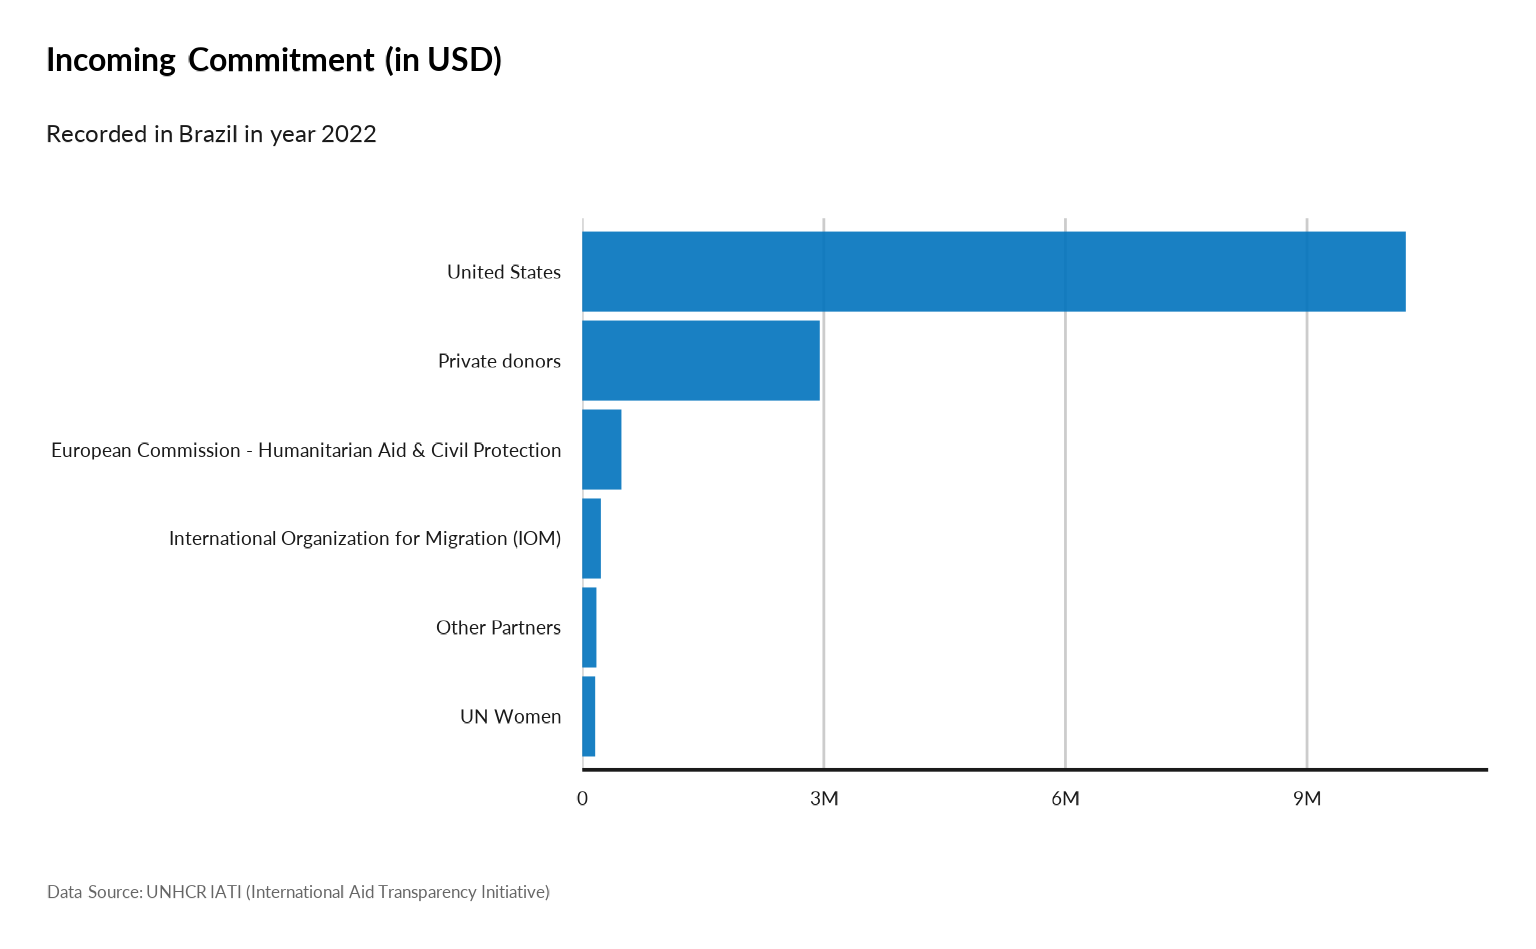 Incoming Commitment (in USD)
Recorded in Brazil in year 2022
United States
Private donors
European Commission - Humanitarian Aid & Civil Protection
International Organization for Migration (IOM)
Other Partners
UN Women
0 3M 6M 9M
Data Source: UNHCR IATI (International Aid Transparency Initiative)